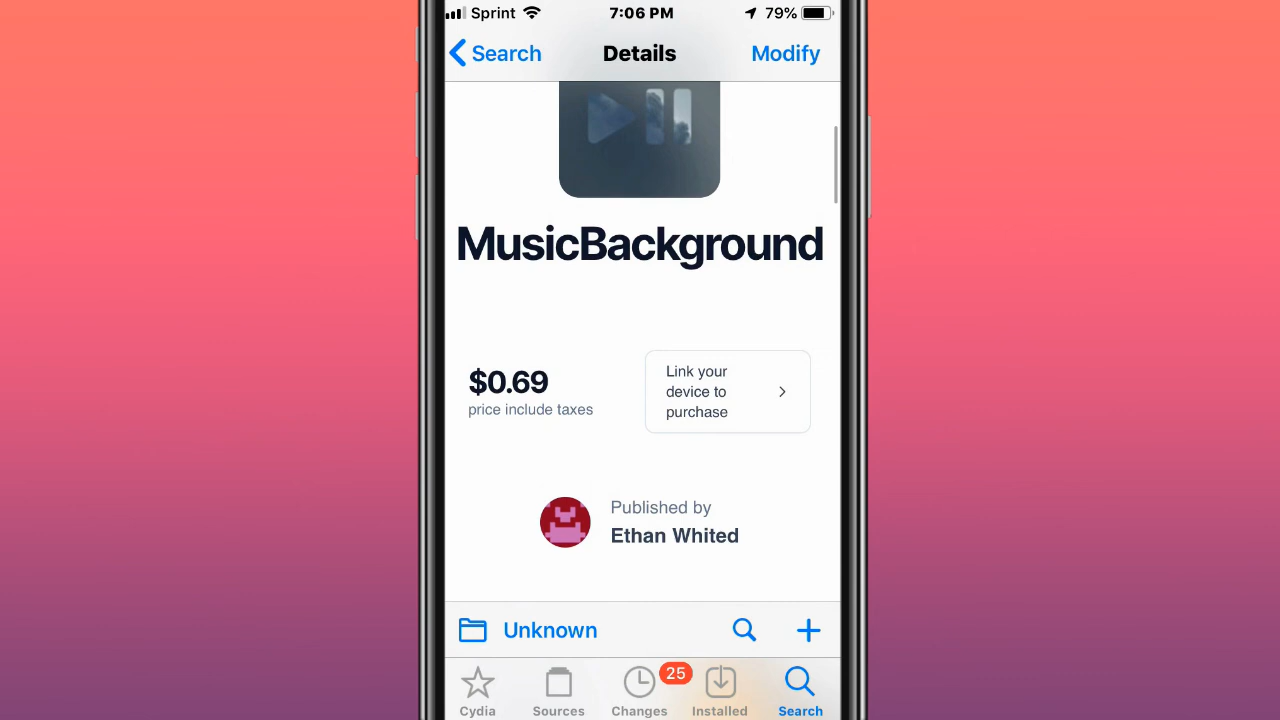 Sprint 7:06 PM 79%
Search Details Modify
MusicBackground
$0.69
price include taxes
Link your
device to
purchase
Published by
Ethan Whited
Unknown
25
Cydia Sources Changes Installed Search